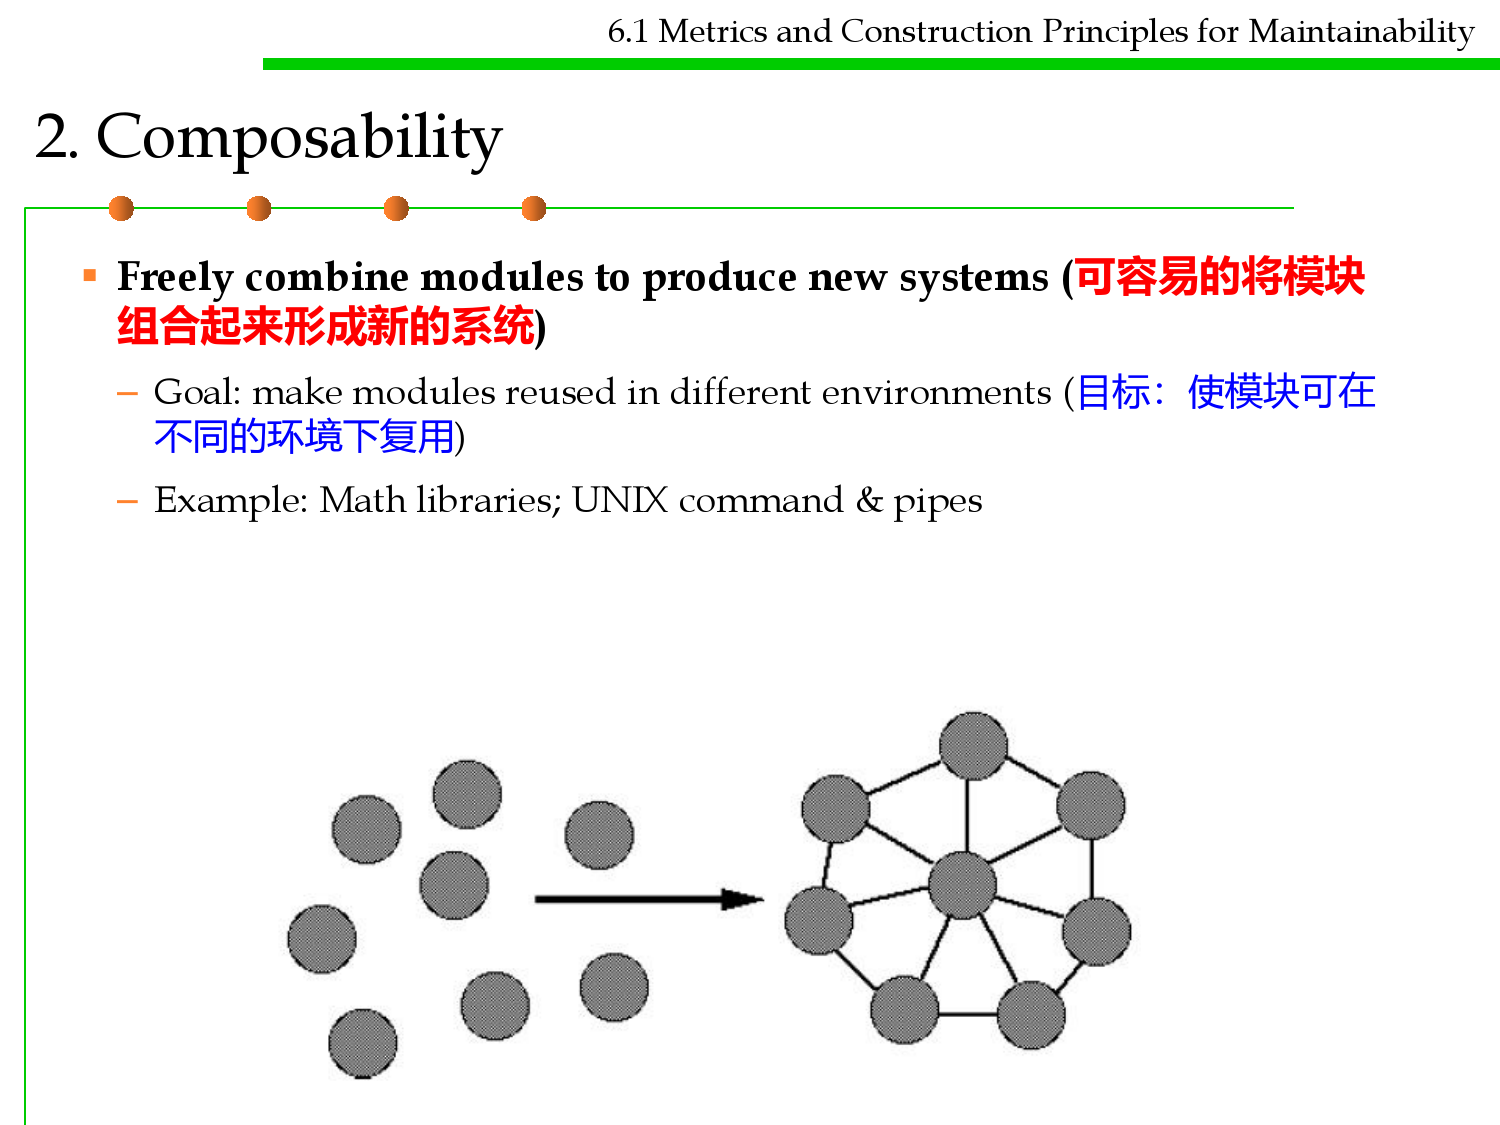 6.1 Metrics and Construction Principles for Maintainability
2. Composability
▪ Freely combine modules to produce new systems (可容易的将模块
组合起来形成新的系统)
– Goal: make modules reused in different environments (目标：使模块可在
不同的环境下复用)
– Example: Math libraries; UNIX command & pipes